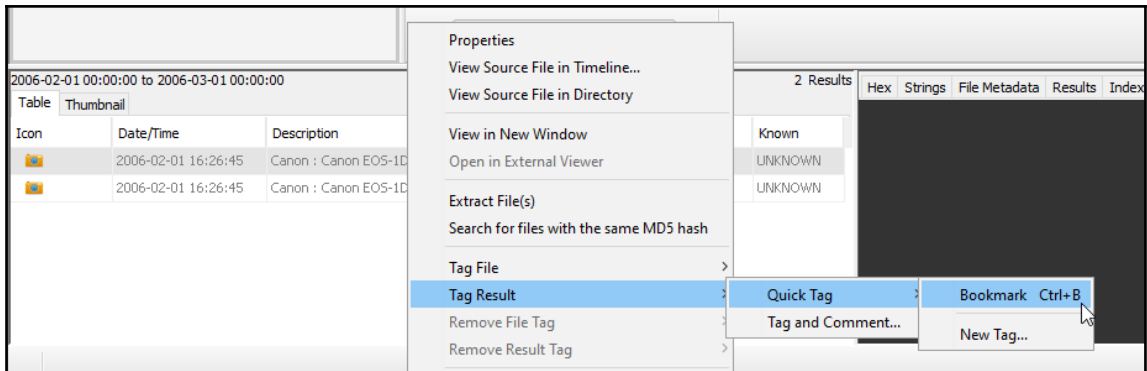 Properties
View Source File in Timeline...
View Source File in Directory
View in New Window
Open in External Viewer
Extract File(s)
Search for files with the same MD5 hash
Tag File
Tag Result
Remove File Tag
Remove Result Tag
Quick Tag
Tag and Comment...
Bookmark Ctrl+B
New Tag...
2006-02-01 00:00:00 to 2006-03-01 00:00:00
2 Results
Table Thumbnail
Icon Date/Time Description Known
2006-02-01 16:26:45 Canon : Canon EOS-1D UNKNOWN
2006-02-01 16:26:45 Canon : Canon EOS-1D UNKNOWN
Hex Strings File Metadata Results Index